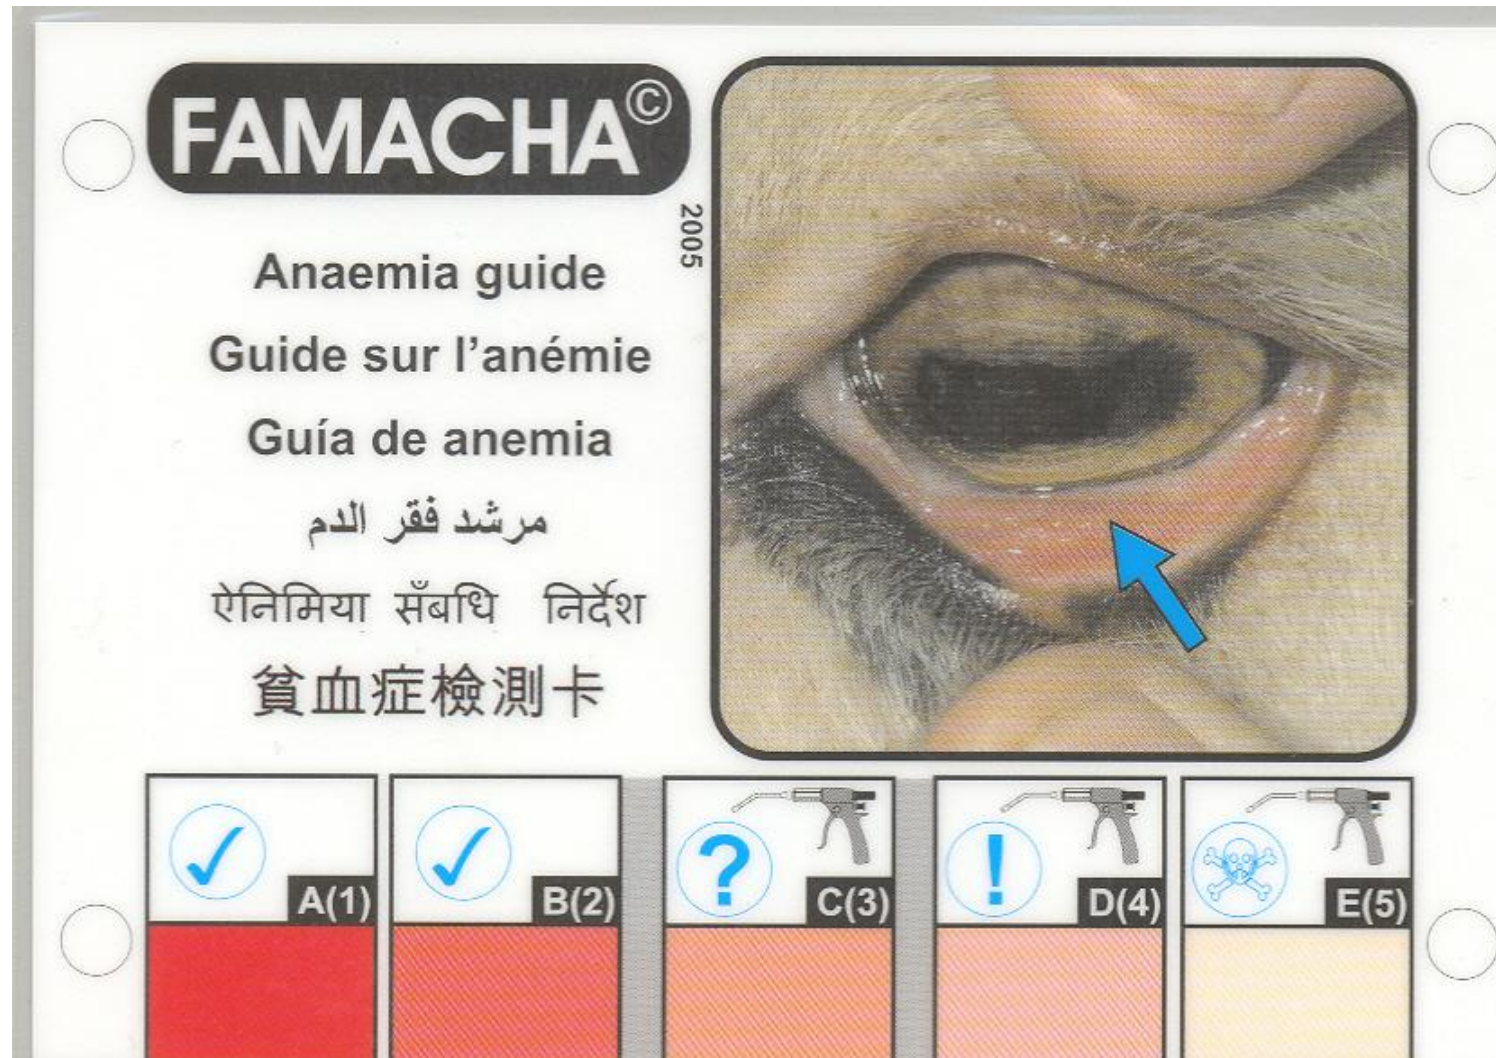 FAMACHA©
2005
Anaemia guide
Guide sur l’anémie
Guía de anemia
مرشد فقر الدم
ऐनिमिया सँबधि निर्देश
貧血症檢測卡
A(1)
B(2)
?
C(3)
!
D(4)
E(5)